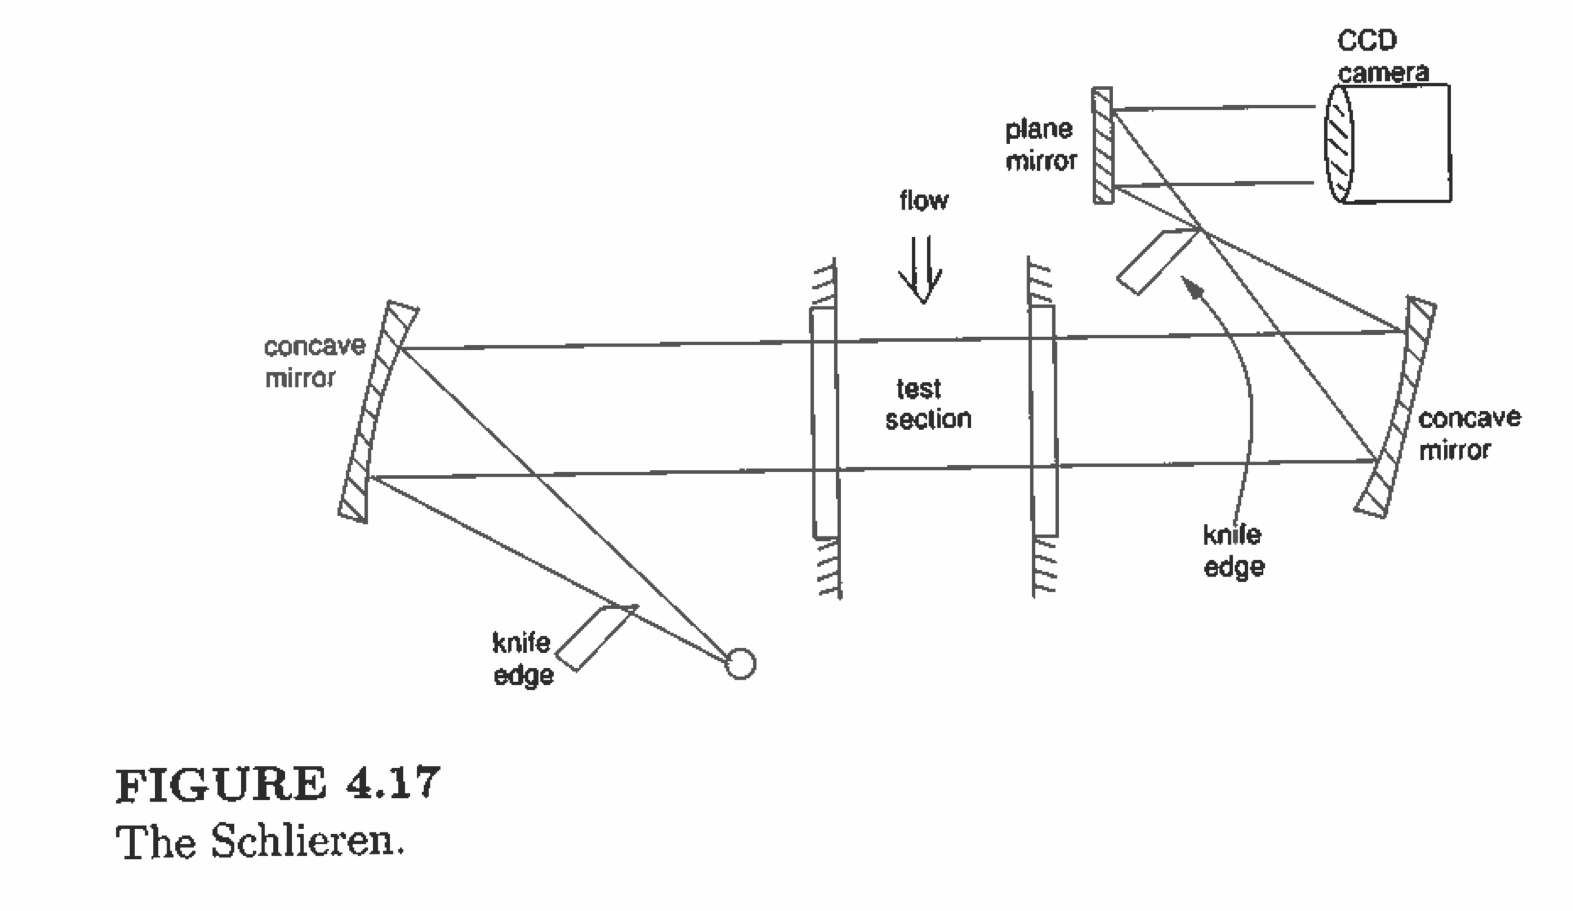 CCD
camera
plane
mirror
flow
concave
mirror
test
section
concave
mirror
knife
edge
knife
edge
FIGURE 4.17
The Schlieren.